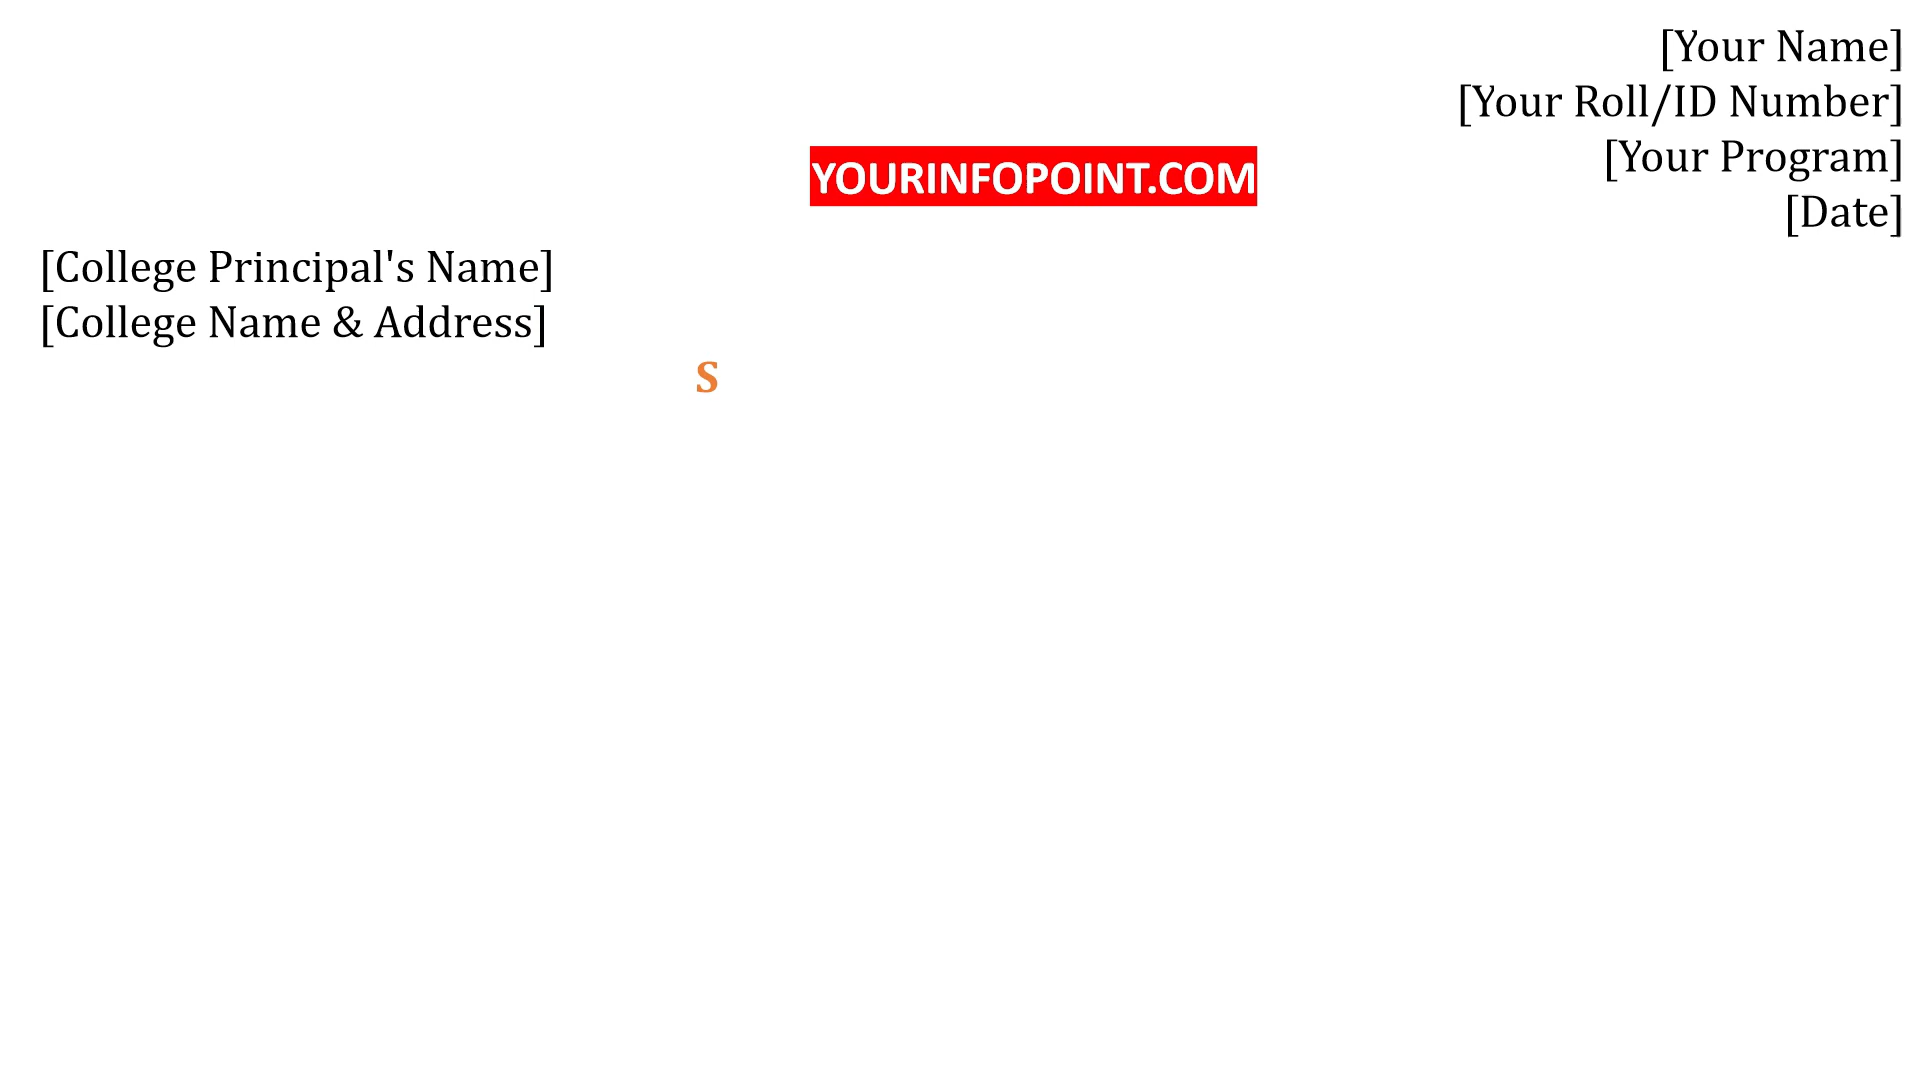 [Your Name]
[Your Roll/ID Number]
[Your Program]
YOURINFOPOINT.COM
[Date]
[College Principal's Name]
[College Name & Address]
S